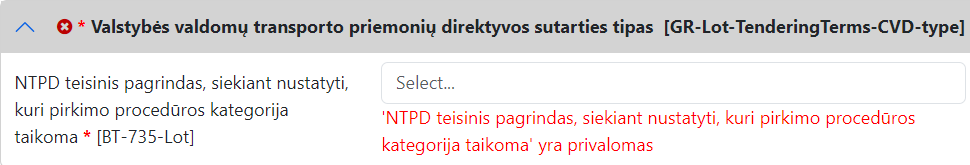 * Valstybės valdomų transporto priemonių direktyvos sutarties tipas [GR-Lot-TenderingTerms-CVD-type]
NTPD teisinis pagrindas, siekiant nustatyti,
kuri pirkimo procedūros kategorija
taikoma * [BT-735-Lot]
Select...
'NTPD teisinis pagrindas, siekiant nustatyti, kuri pirkimo procedūros
kategorija taikoma' yra privalomas